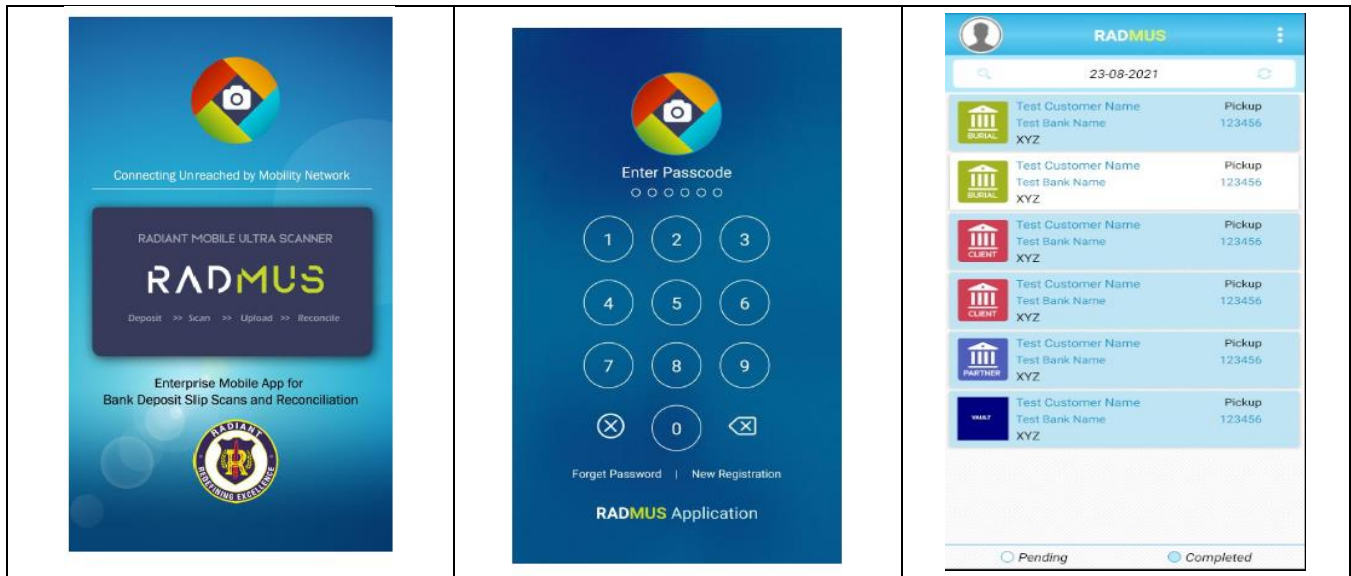 Connecting Unreached by Mobility Network
RADIANT MOBILE ULTRA SCANNER
RADMUS
Deposit >> Scan >> Upload >> Reconcile
Enterprise Mobile App for
Bank Deposit Slip Scans and Reconciliation
RADIANT
R
REDEFINING EXCELLENCE
Enter Passcode
1 2 3
4 5 6
7 8 9
0
Forget Password | New Registration
RADMUS Application
RADMUS
23-08-2021
Test Customer Name Pickup
BURIAL Test Bank Name 123456
XYZ
Test Customer Name Pickup
BURIAL Test Bank Name 123456
XYZ
Test Customer Name Pickup
CLIENT Test Bank Name 123456
XYZ
Test Customer Name Pickup
CLIENT Test Bank Name 123456
XYZ
Test Customer Name Pickup
PARTNER Test Bank Name 123456
XYZ
Test Customer Name Pickup
VAULT Test Bank Name 123456
XYZ
Pending Completed